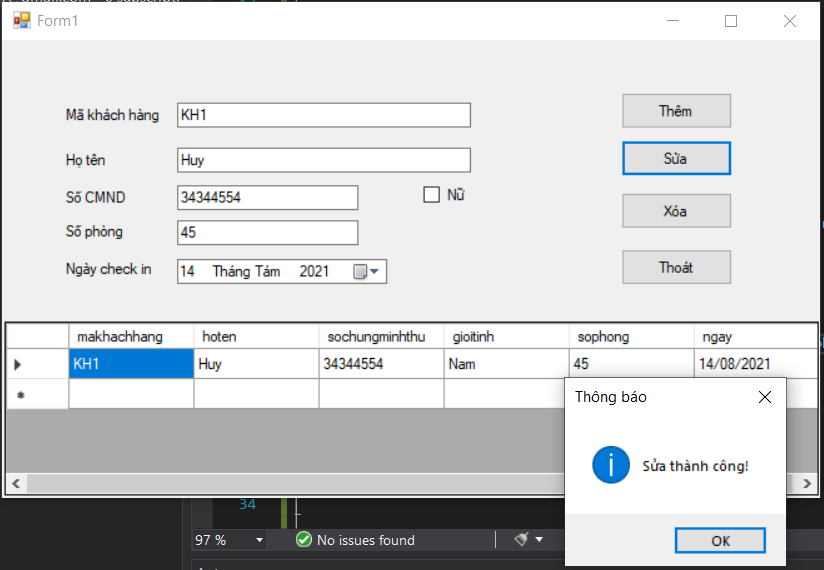 Form1
Mã khách hàng KH1 Thêm
Họ tên Huy Sửa
Số CMND 34344554 Nữ Xóa
Số phòng 45
Ngày check in 14 Tháng Tám 2021 Thoát
makhachhang hoten sochungminhthu gioitinh sophong ngay
KH1 Huy 34344554 Nam 45 14/08/2021
Thông báo
Sửa thành công!
OK
34
97 % No issues found